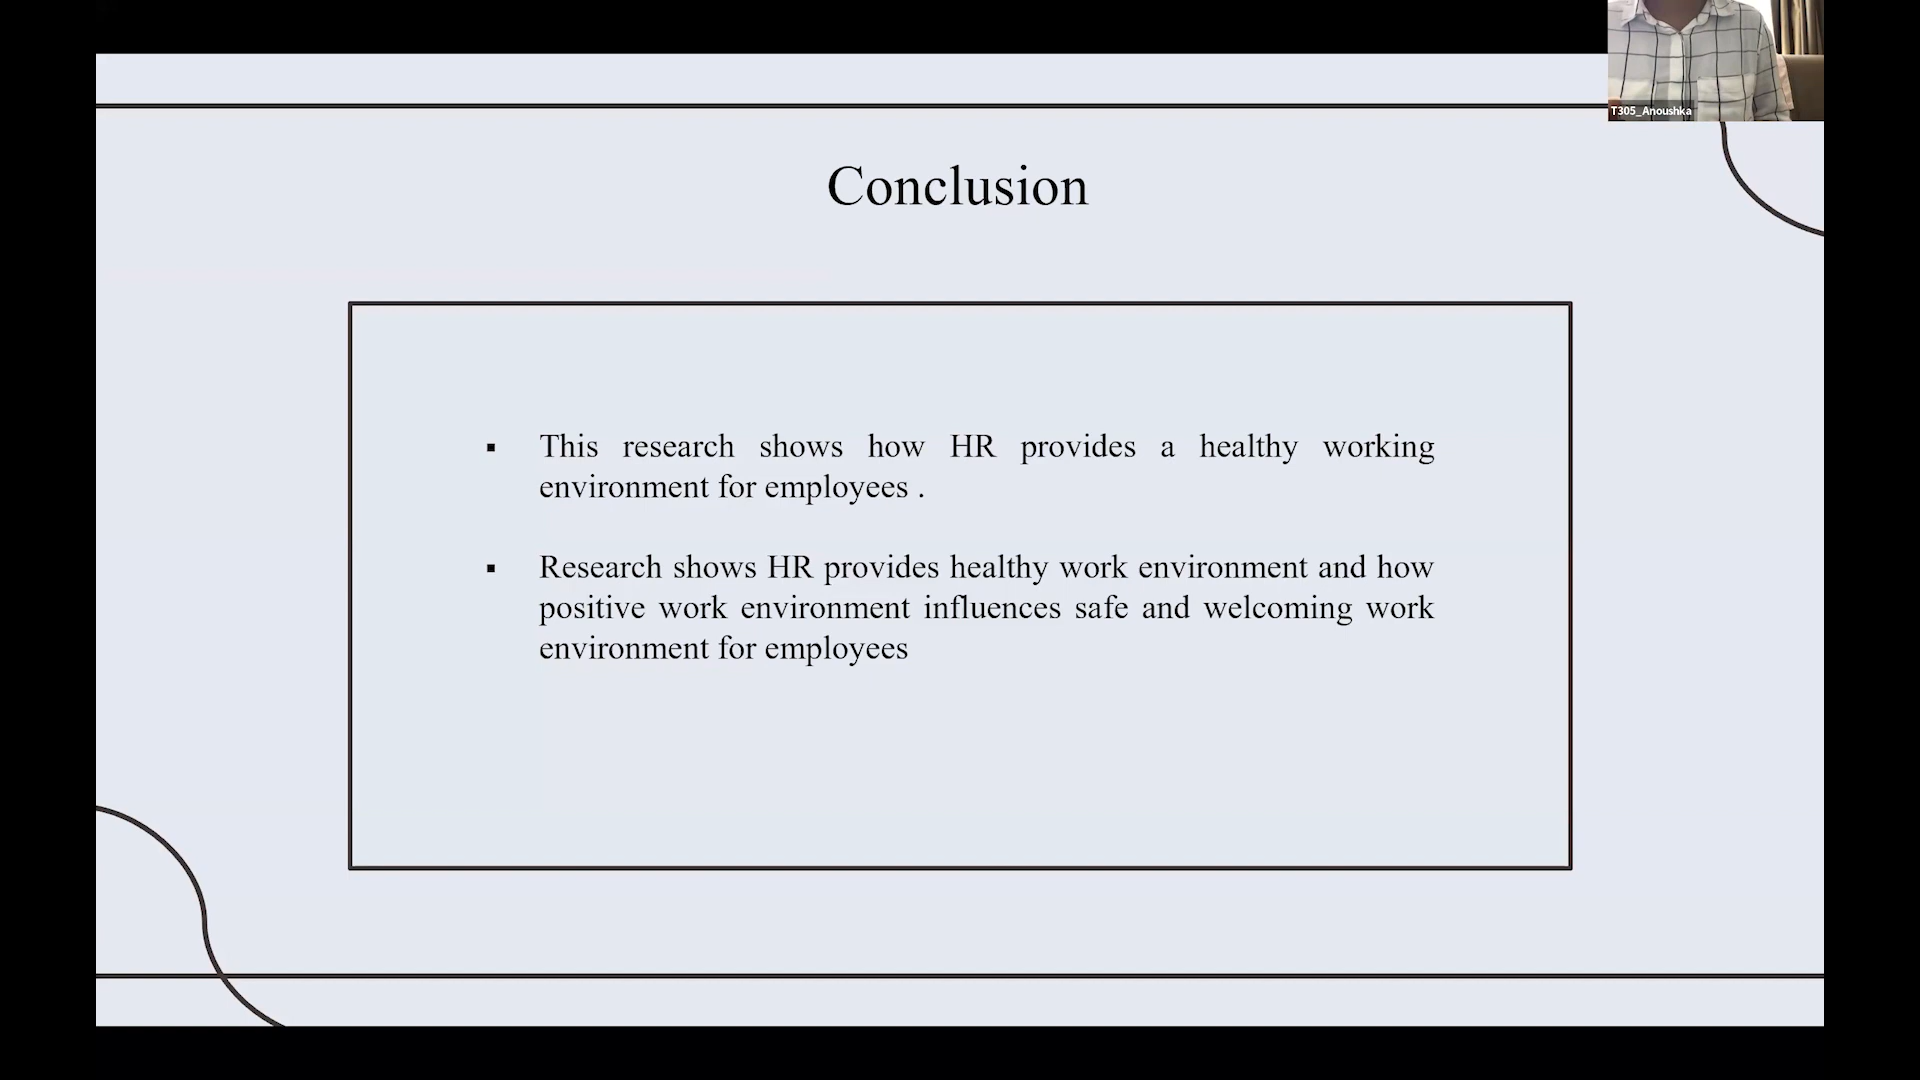 T305_Anoushka
Conclusion
▪ This research shows how HR provides a healthy working
environment for employees .
▪ Research shows HR provides healthy work environment and how
positive work environment influences safe and welcoming work
environment for employees